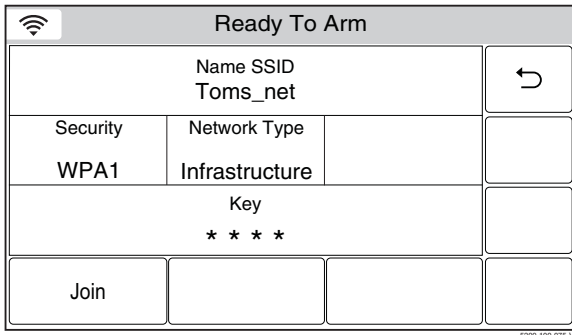 Ready To Arm
Name SSID
Toms_net
Security
Network Type
WPA1
Infrastructure
Key
* * * *
Join